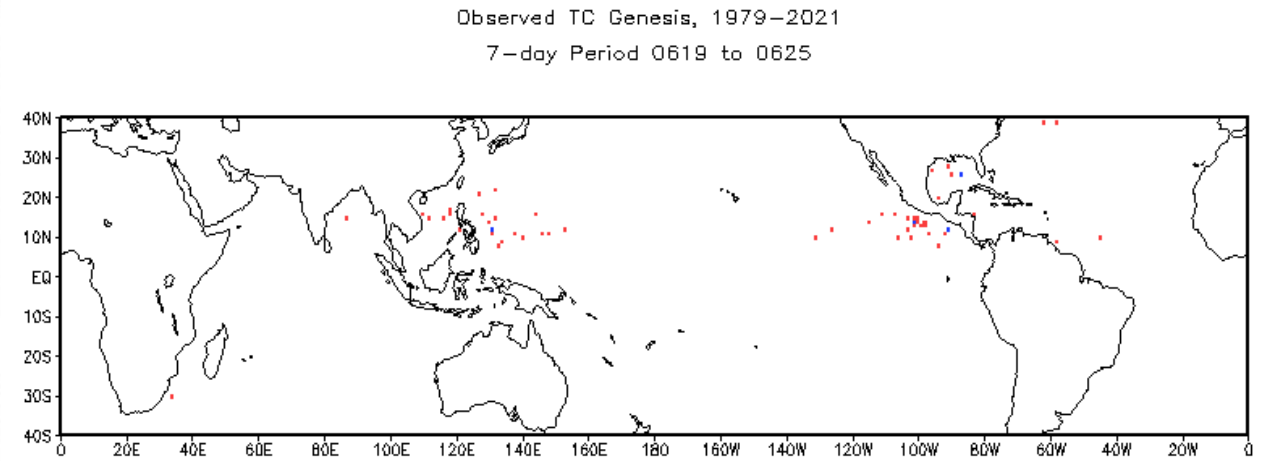 Observed TC Genesis, 1979-2021
7-day Period 0619 to 0625
40N
30N
20N
10N
EQ
10S
20S
30S
40S
0 20E 40E 60E 80E 100E 120E 140E 160E 180 160W 140W 120W 100W 80W 60W 40W 20W 0